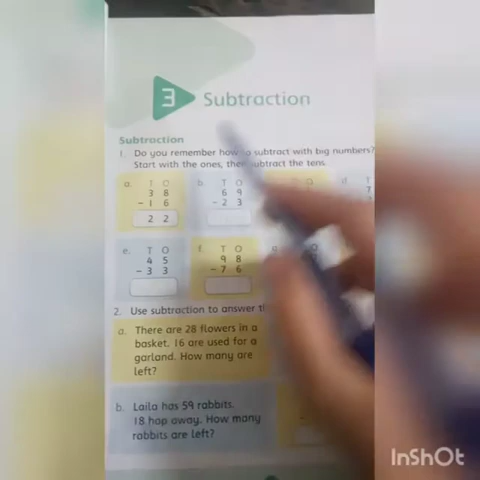 3 Subtraction
Subtraction
1. Do you remember how to subtract with big numbers?
Start with the ones, then subtract the tens.
a. T O b. T O O d. T
3 8 6 9 7
- 1 6 - 2 3
2 2
e. T O f. T O O
4 5 9 8
- 3 3 - 7 6
2. Use subtraction to answer
a. There are 28 flowers in a
basket. 16 are used for a
garland. How many are
left?
b. Laila has 59 rabbits.
18 hop away. How many
rabbits are left?
InShOt